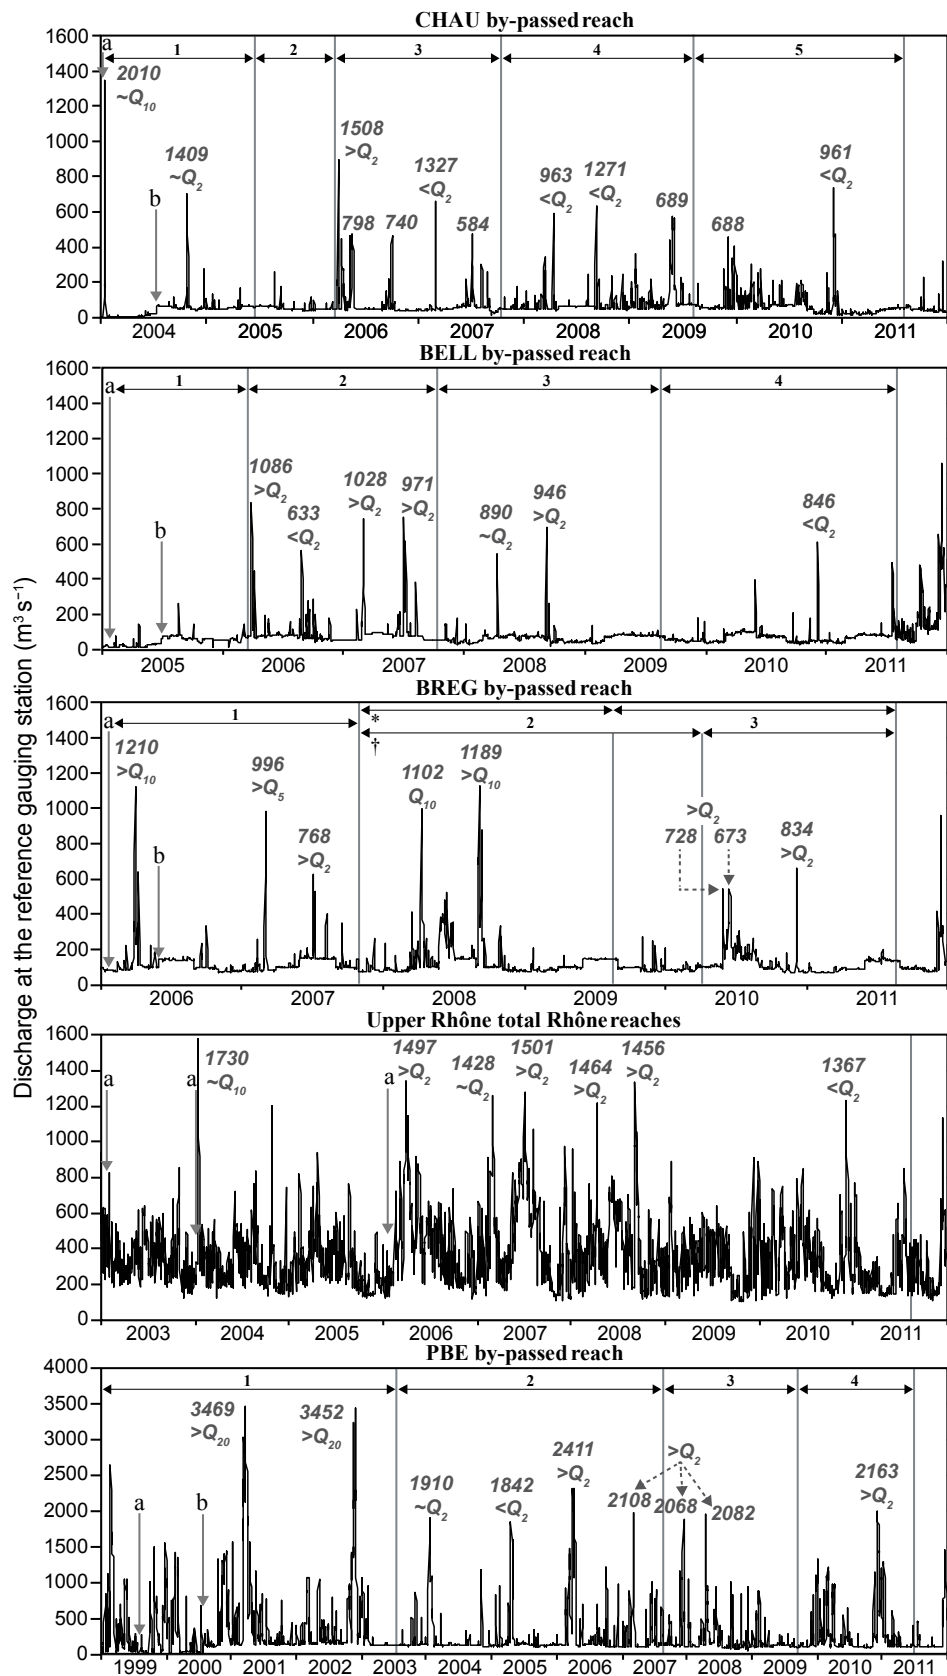 Discharge at the reference gauging station (m³ s⁻¹)
CHAU by-passed reach
1600
1400
1200
1000
800
600
400
200
0
a
1
2
3
4
5
2010
~Q10
1409
~Q2
b
1508
>Q2
798
740
1327
<Q2
584
963
<Q2
1271
<Q2
689
688
961
<Q2
2004 2005 2006 2007 2008 2009 2010 2011
BELL by-passed reach
1600
1400
1200
1000
800
600
400
200
0
a
1
2
3
4
b
1086
>Q2
633
<Q2
1028
>Q2
971
>Q2
890
~Q2
946
>Q2
846
<Q2
2005 2006 2007 2008 2009 2010 2011
BREG by-passed reach
1600
1400
1200
1000
800
600
400
200
0
a
1
*
†
2
3
1210
>Q10
b
996
>Q5
768
>Q2
1102
Q10
1189
>Q10
>Q2
728
673
834
>Q2
2006 2007 2008 2009 2010 2011
Upper Rhône total Rhône reaches
1600
1400
1200
1000
800
600
400
200
0
a
a
1730
~Q10
a
1497
>Q2
1428
~Q2
1501
>Q2
1464
>Q2
1456
>Q2
1367
<Q2
2003 2004 2005 2006 2007 2008 2009 2010 2011
PBE by-passed reach
4000
3500
3000
2500
2000
1500
1000
500
0
1
2
3
4
a
b
3469
>Q20
3452
>Q20
1910
~Q2
1842
<Q2
2411
>Q2
>Q2
2108
2068
2082
2163
>Q2
1999 2000 2001 2002 2003 2004 2005 2006 2007 2008 2009 2010 2011